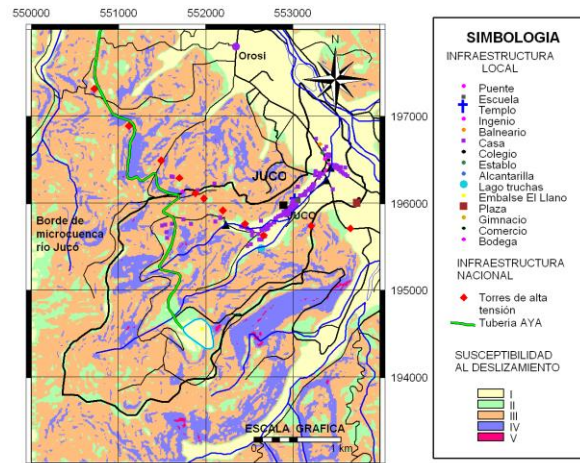 550000 551000 552000 553000
N
Orosi
197000
JUCO
196000
JUCO
Borde de
microcuenca
rio Jucó
195000
194000
ESCALA GRAFICA
0 1 km
SIMBOLOGIA
INFRAESTRUCTURA
LOCAL
Puente
Escuela
Templo
Ingenio
Balneario
Casa
Colegio
Establo
Alcantarilla
Lago truchas
Embalse El Llano
Plaza
Gimnacio
Comercio
Bodega
INFRAESTRUCTURA
NACIONAL
Torres de alta
tensión
Tuberia AYA
SUSCEPTIBILIDAD
AL DESLIZAMIENTO
I
II
III
IV
V